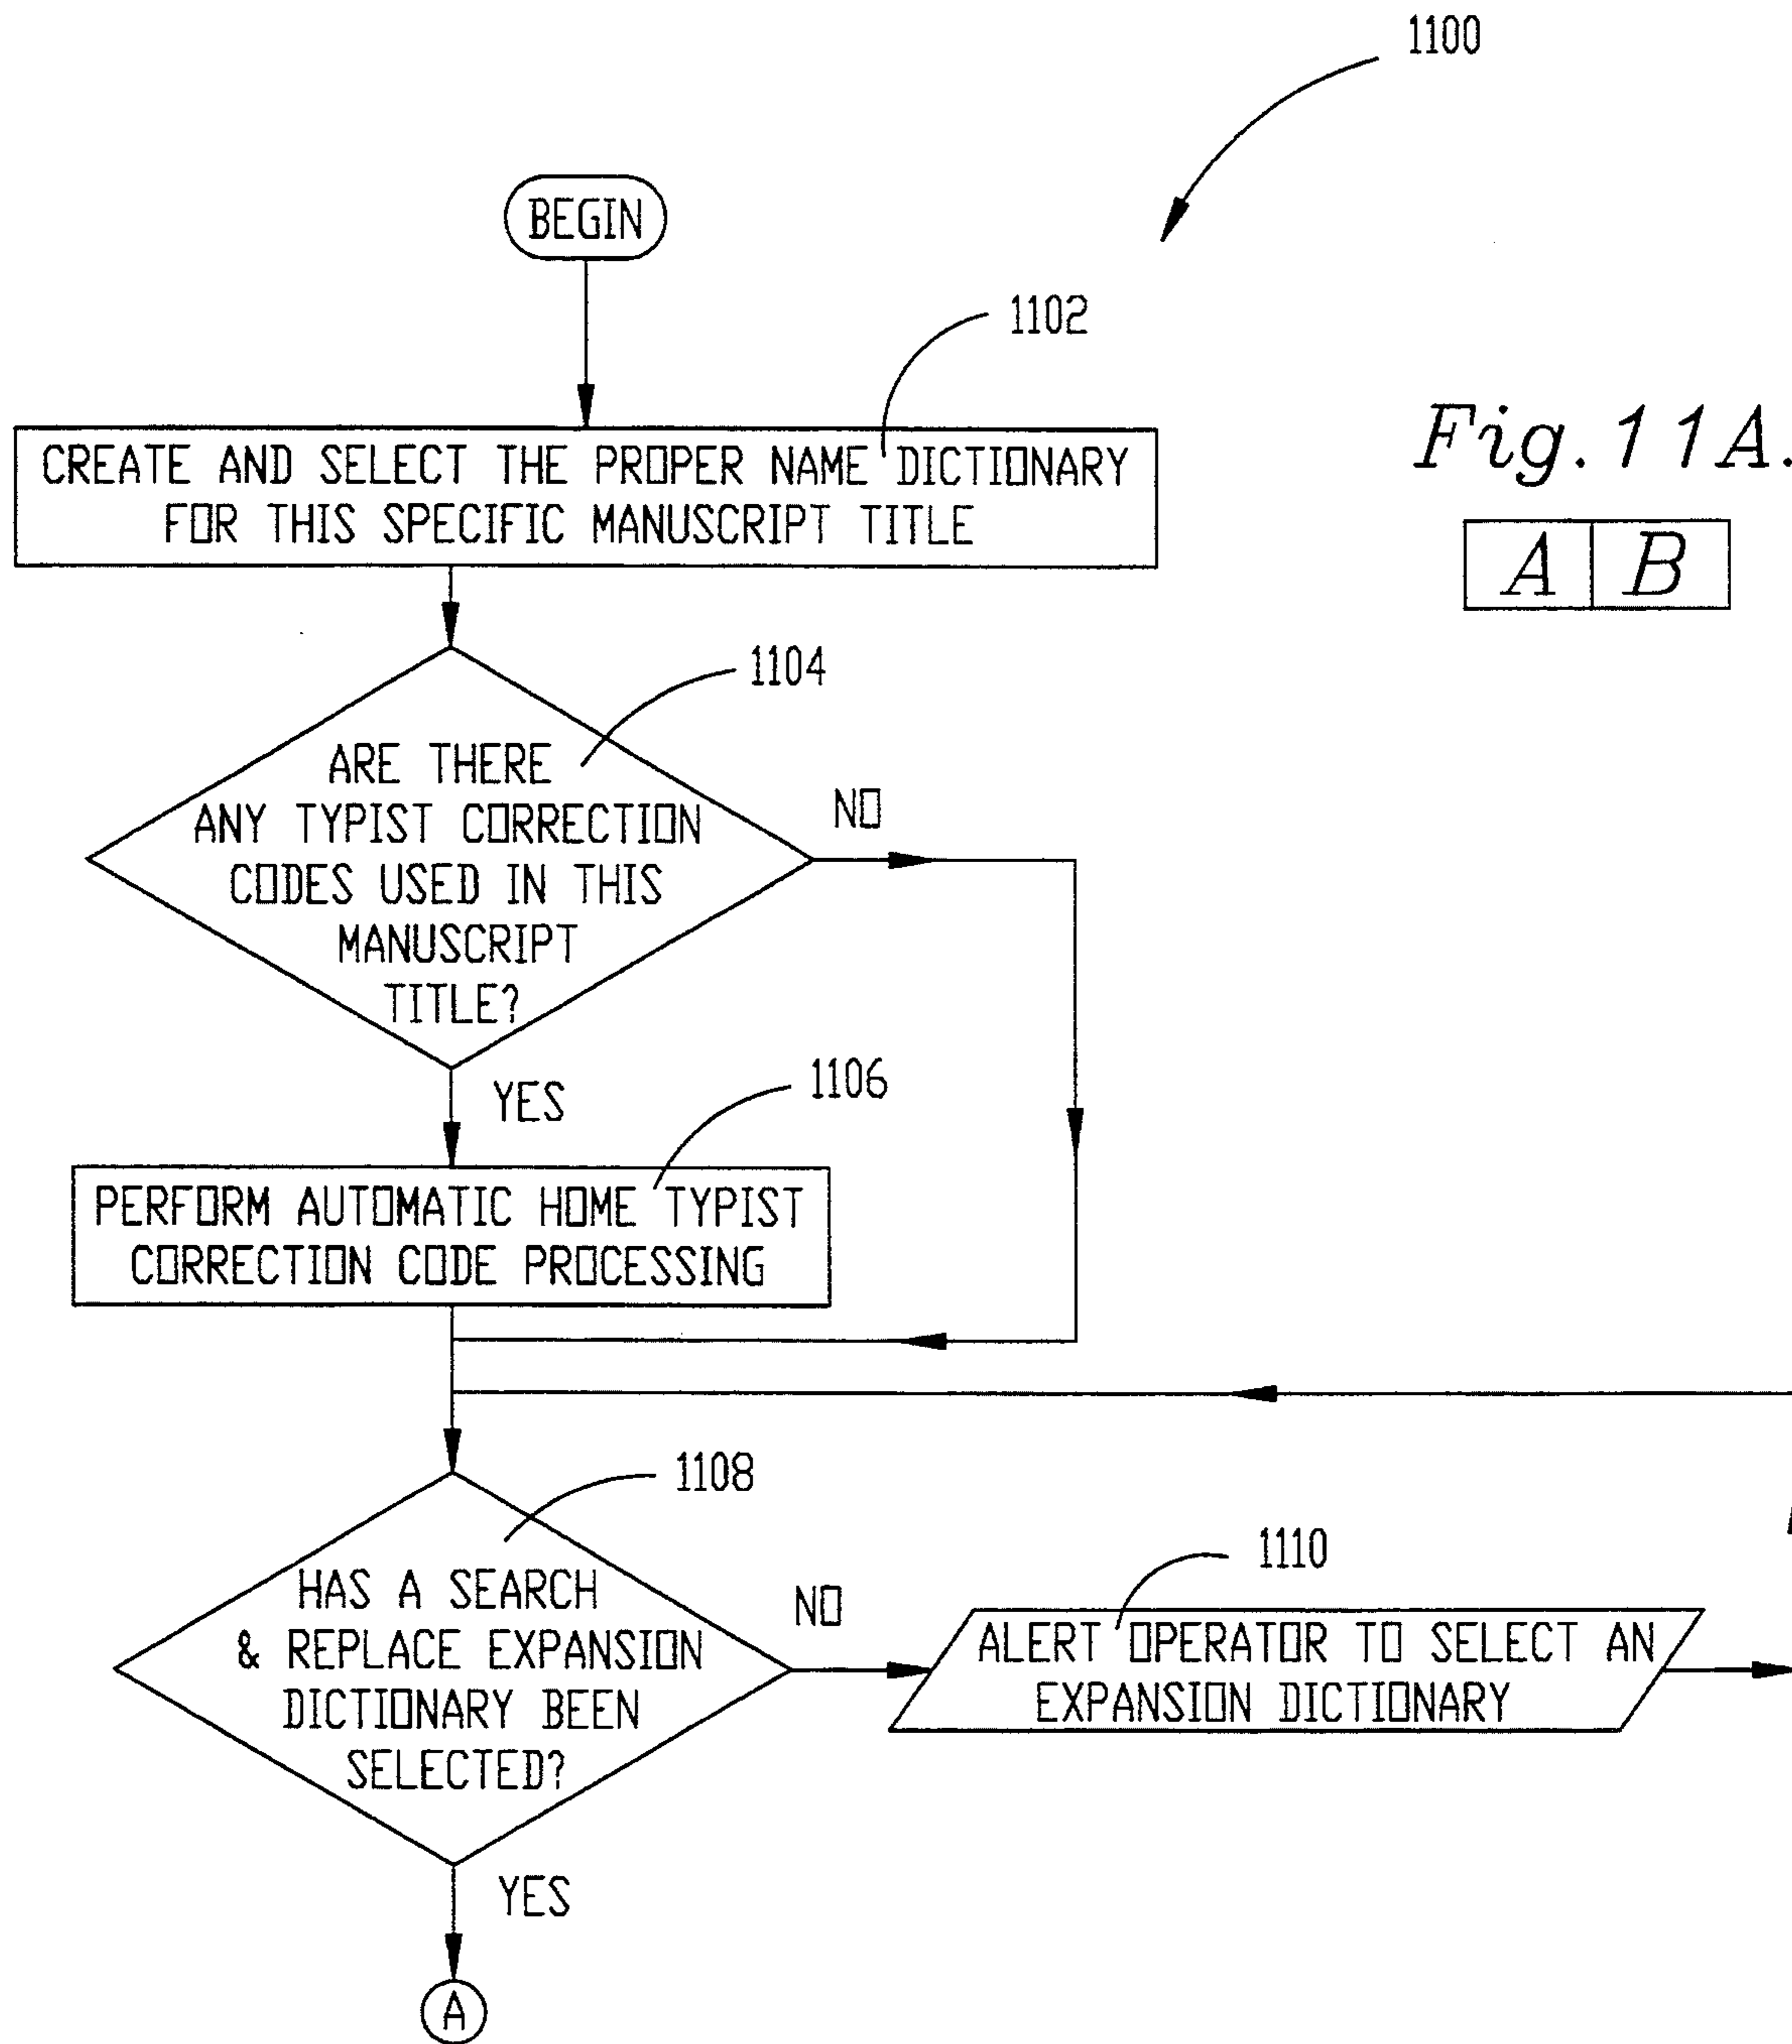 1100
BEGIN
1102
CREATE AND SELECT THE PROPER NAME DICTIONARY
FOR THIS SPECIFIC MANUSCRIPT TITLE
Fig. 11A.
A B
1104
ARE THERE
ANY TYPIST CORRECTION
CODES USED IN THIS
MANUSCRIPT
TITLE?
NO
YES
1106
PERFORM AUTOMATIC HOME TYPIST
CORRECTION CODE PROCESSING
1108
HAS A SEARCH
& REPLACE EXPANSION
DICTIONARY BEEN
SELECTED?
NO
1110
ALERT OPERATOR TO SELECT AN
EXPANSION DICTIONARY
YES
A